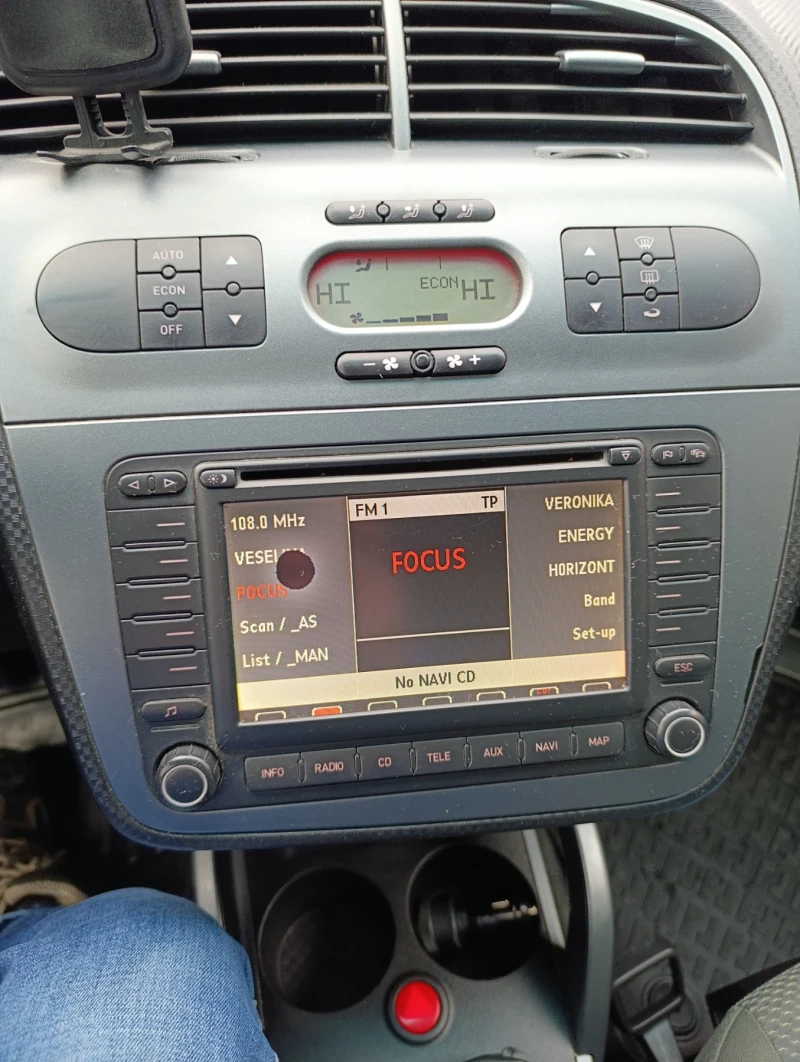 AUTO
ECON
OFF
HI
ECON HI
− +
108.0 MHz
FM 1 TP
VERONIKA
ENERGY
FOCUS
FOCUS
HORIZONT
Scan / _AS
Band
List / _MAN
Set-up
No NAVI CD
ESC
INFO
RADIO
CD
TELE
AUX
NAVI
MAP